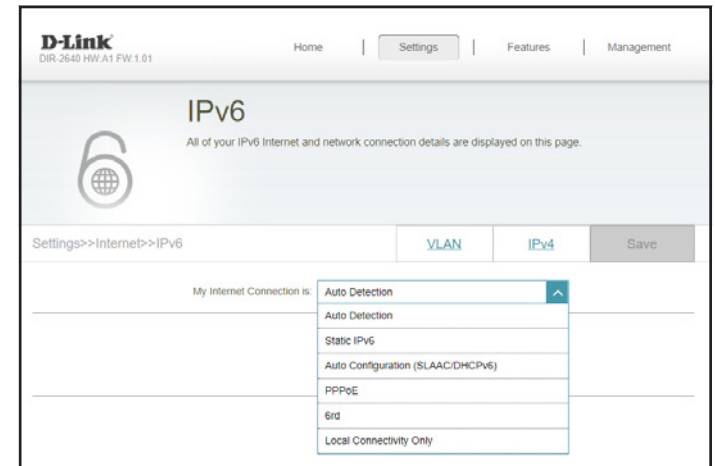 D-Link
DIR-2640 HW:A1 FW:1.01
Home | Settings | Features | Management
IPv6
All of your IPv6 Internet and network connection details are displayed on this page.
Settings>>Internet>>IPv6
VLAN
IPv4
Save
My Internet Connection is:
Auto Detection
Auto Detection
Static IPv6
Auto Configuration (SLAAC/DHCPv6)
PPPoE
6rd
Local Connectivity Only